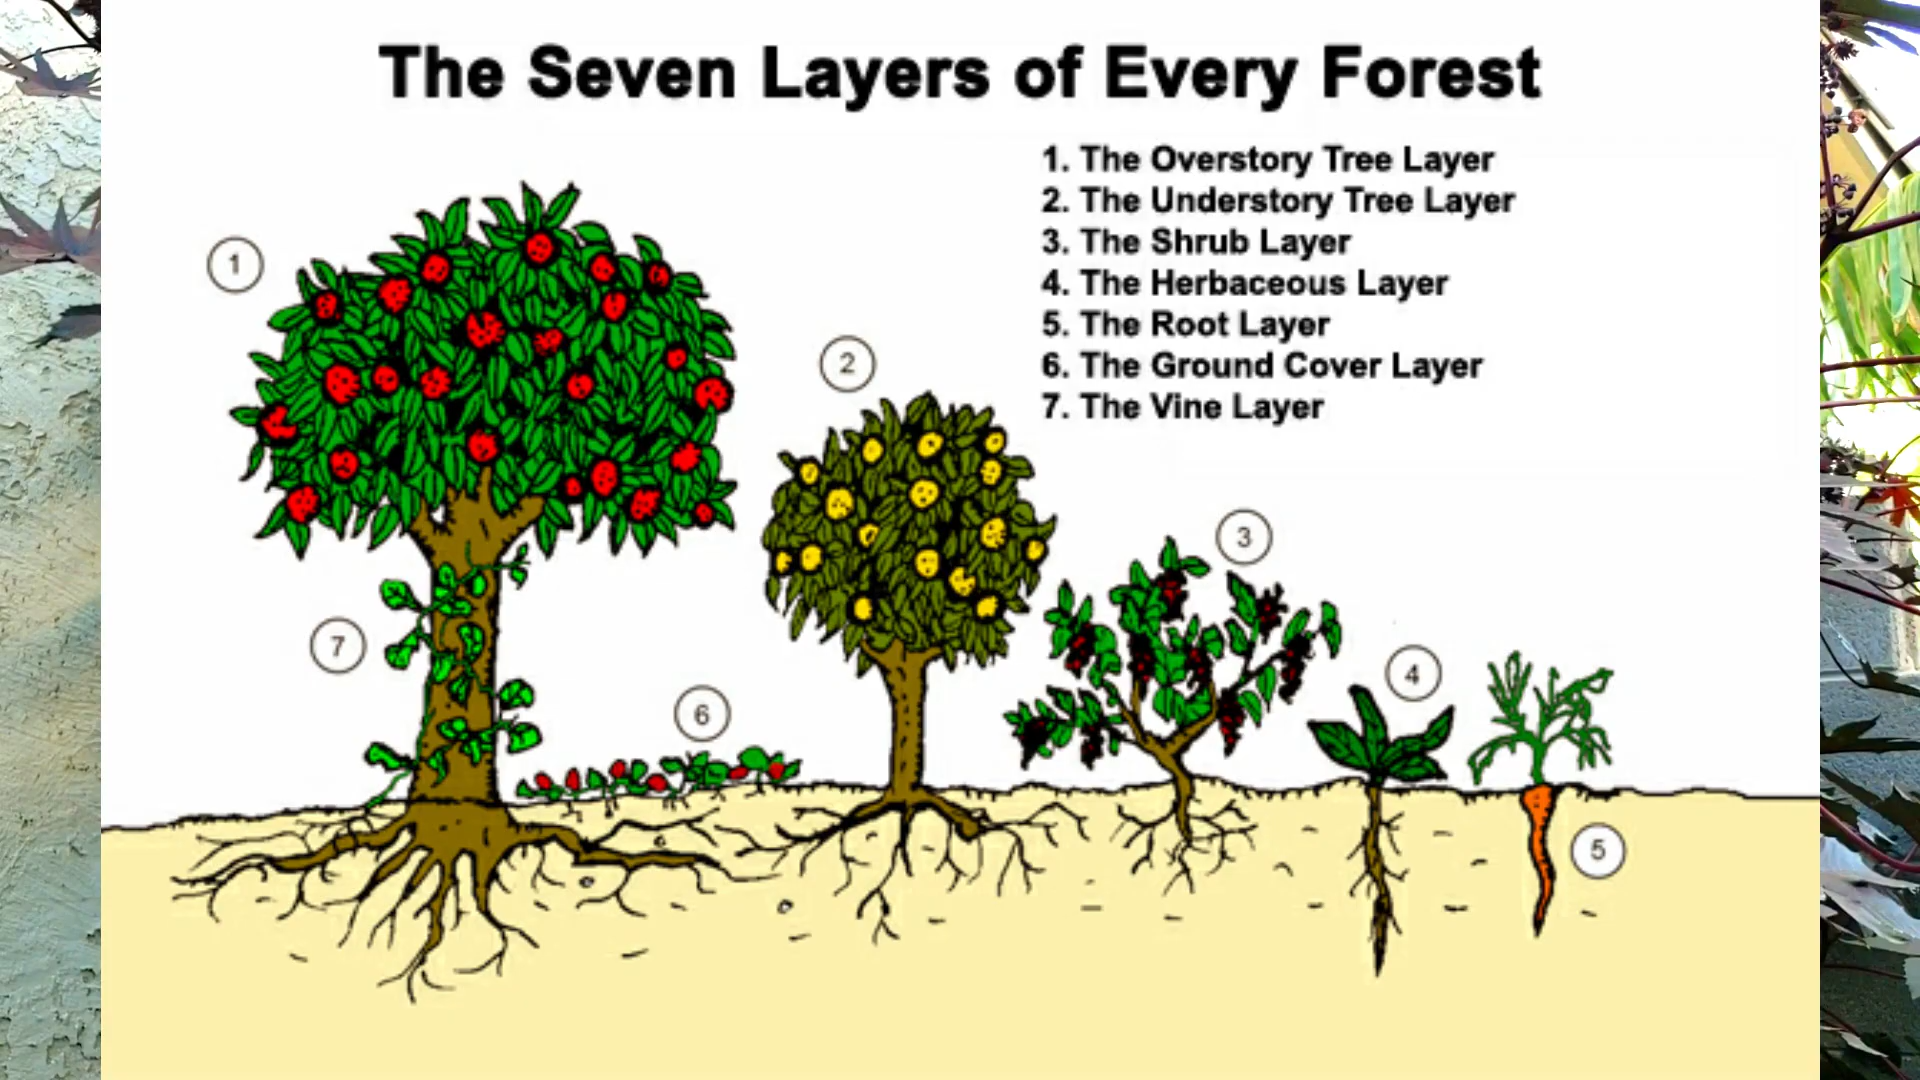 The Seven Layers of Every Forest
1. The Overstory Tree Layer
2. The Understory Tree Layer
3. The Shrub Layer
4. The Herbaceous Layer
5. The Root Layer
6. The Ground Cover Layer
7. The Vine Layer
1
2
3
7
4
6
5